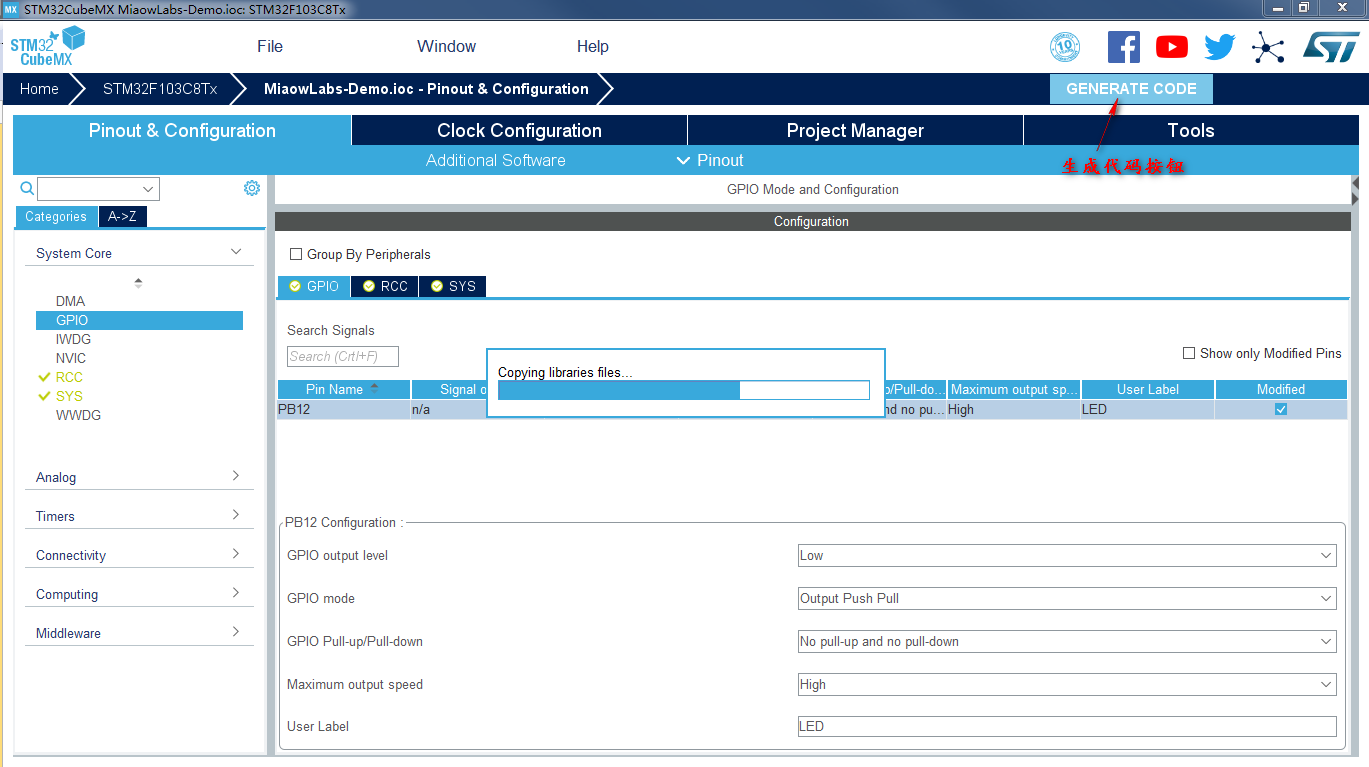 MX STM32CubeMX MiaowLabs-Demo.ioc: STM32F103C8Tx
STM32 CubeMX
File Window Help
10
Home STM32F103C8Tx MiaowLabs-Demo.ioc - Pinout & Configuration GENERATE CODE
Pinout & Configuration Clock Configuration Project Manager Tools
Additional Software Pinout
生成代码按钮
GPIO Mode and Configuration
Categories A->Z
Configuration
System Core
Group By Peripherals
GPIO RCC SYS
DMA
GPIO
IWDG
NVIC
RCC
SYS
WWDG
Search Signals
Search (Crtl+F)
Show only Modified Pins
Copying libraries files...
Pin Name Signal o /Pull-do... Maximum output sp... User Label Modified
PB12 n/a nd no pu... High LED
Analog
Timers
Connectivity
Computing
Middleware
PB12 Configuration :
GPIO output level Low
GPIO mode Output Push Pull
GPIO Pull-up/Pull-down No pull-up and no pull-down
Maximum output speed High
User Label LED